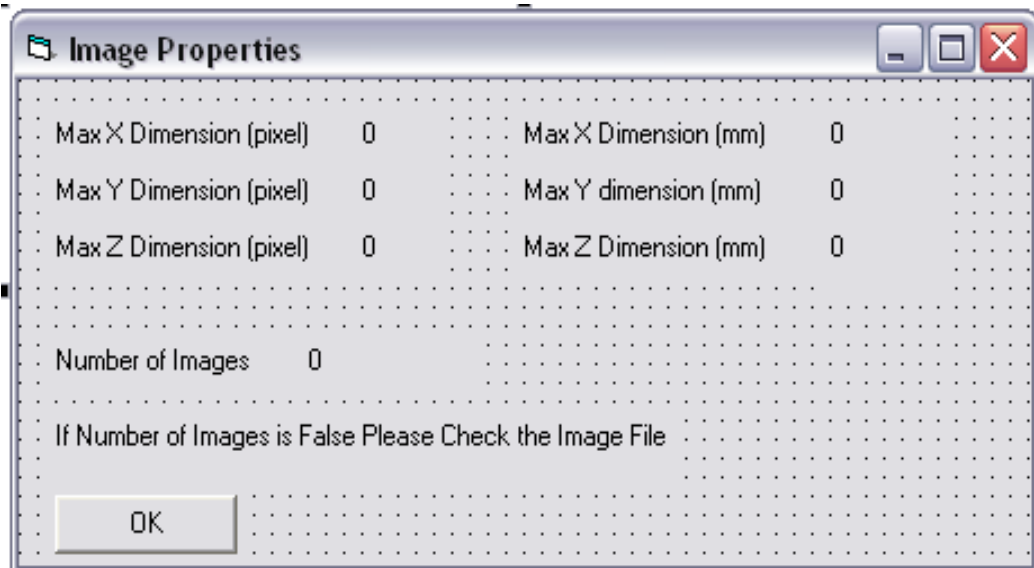 Image Properties
Max X Dimension (pixel) 0 Max X Dimension (mm) 0
Max Y Dimension (pixel) 0 Max Y dimension (mm) 0
Max Z Dimension (pixel) 0 Max Z Dimension (mm) 0
Number of Images 0
If Number of Images is False Please Check the Image File
OK